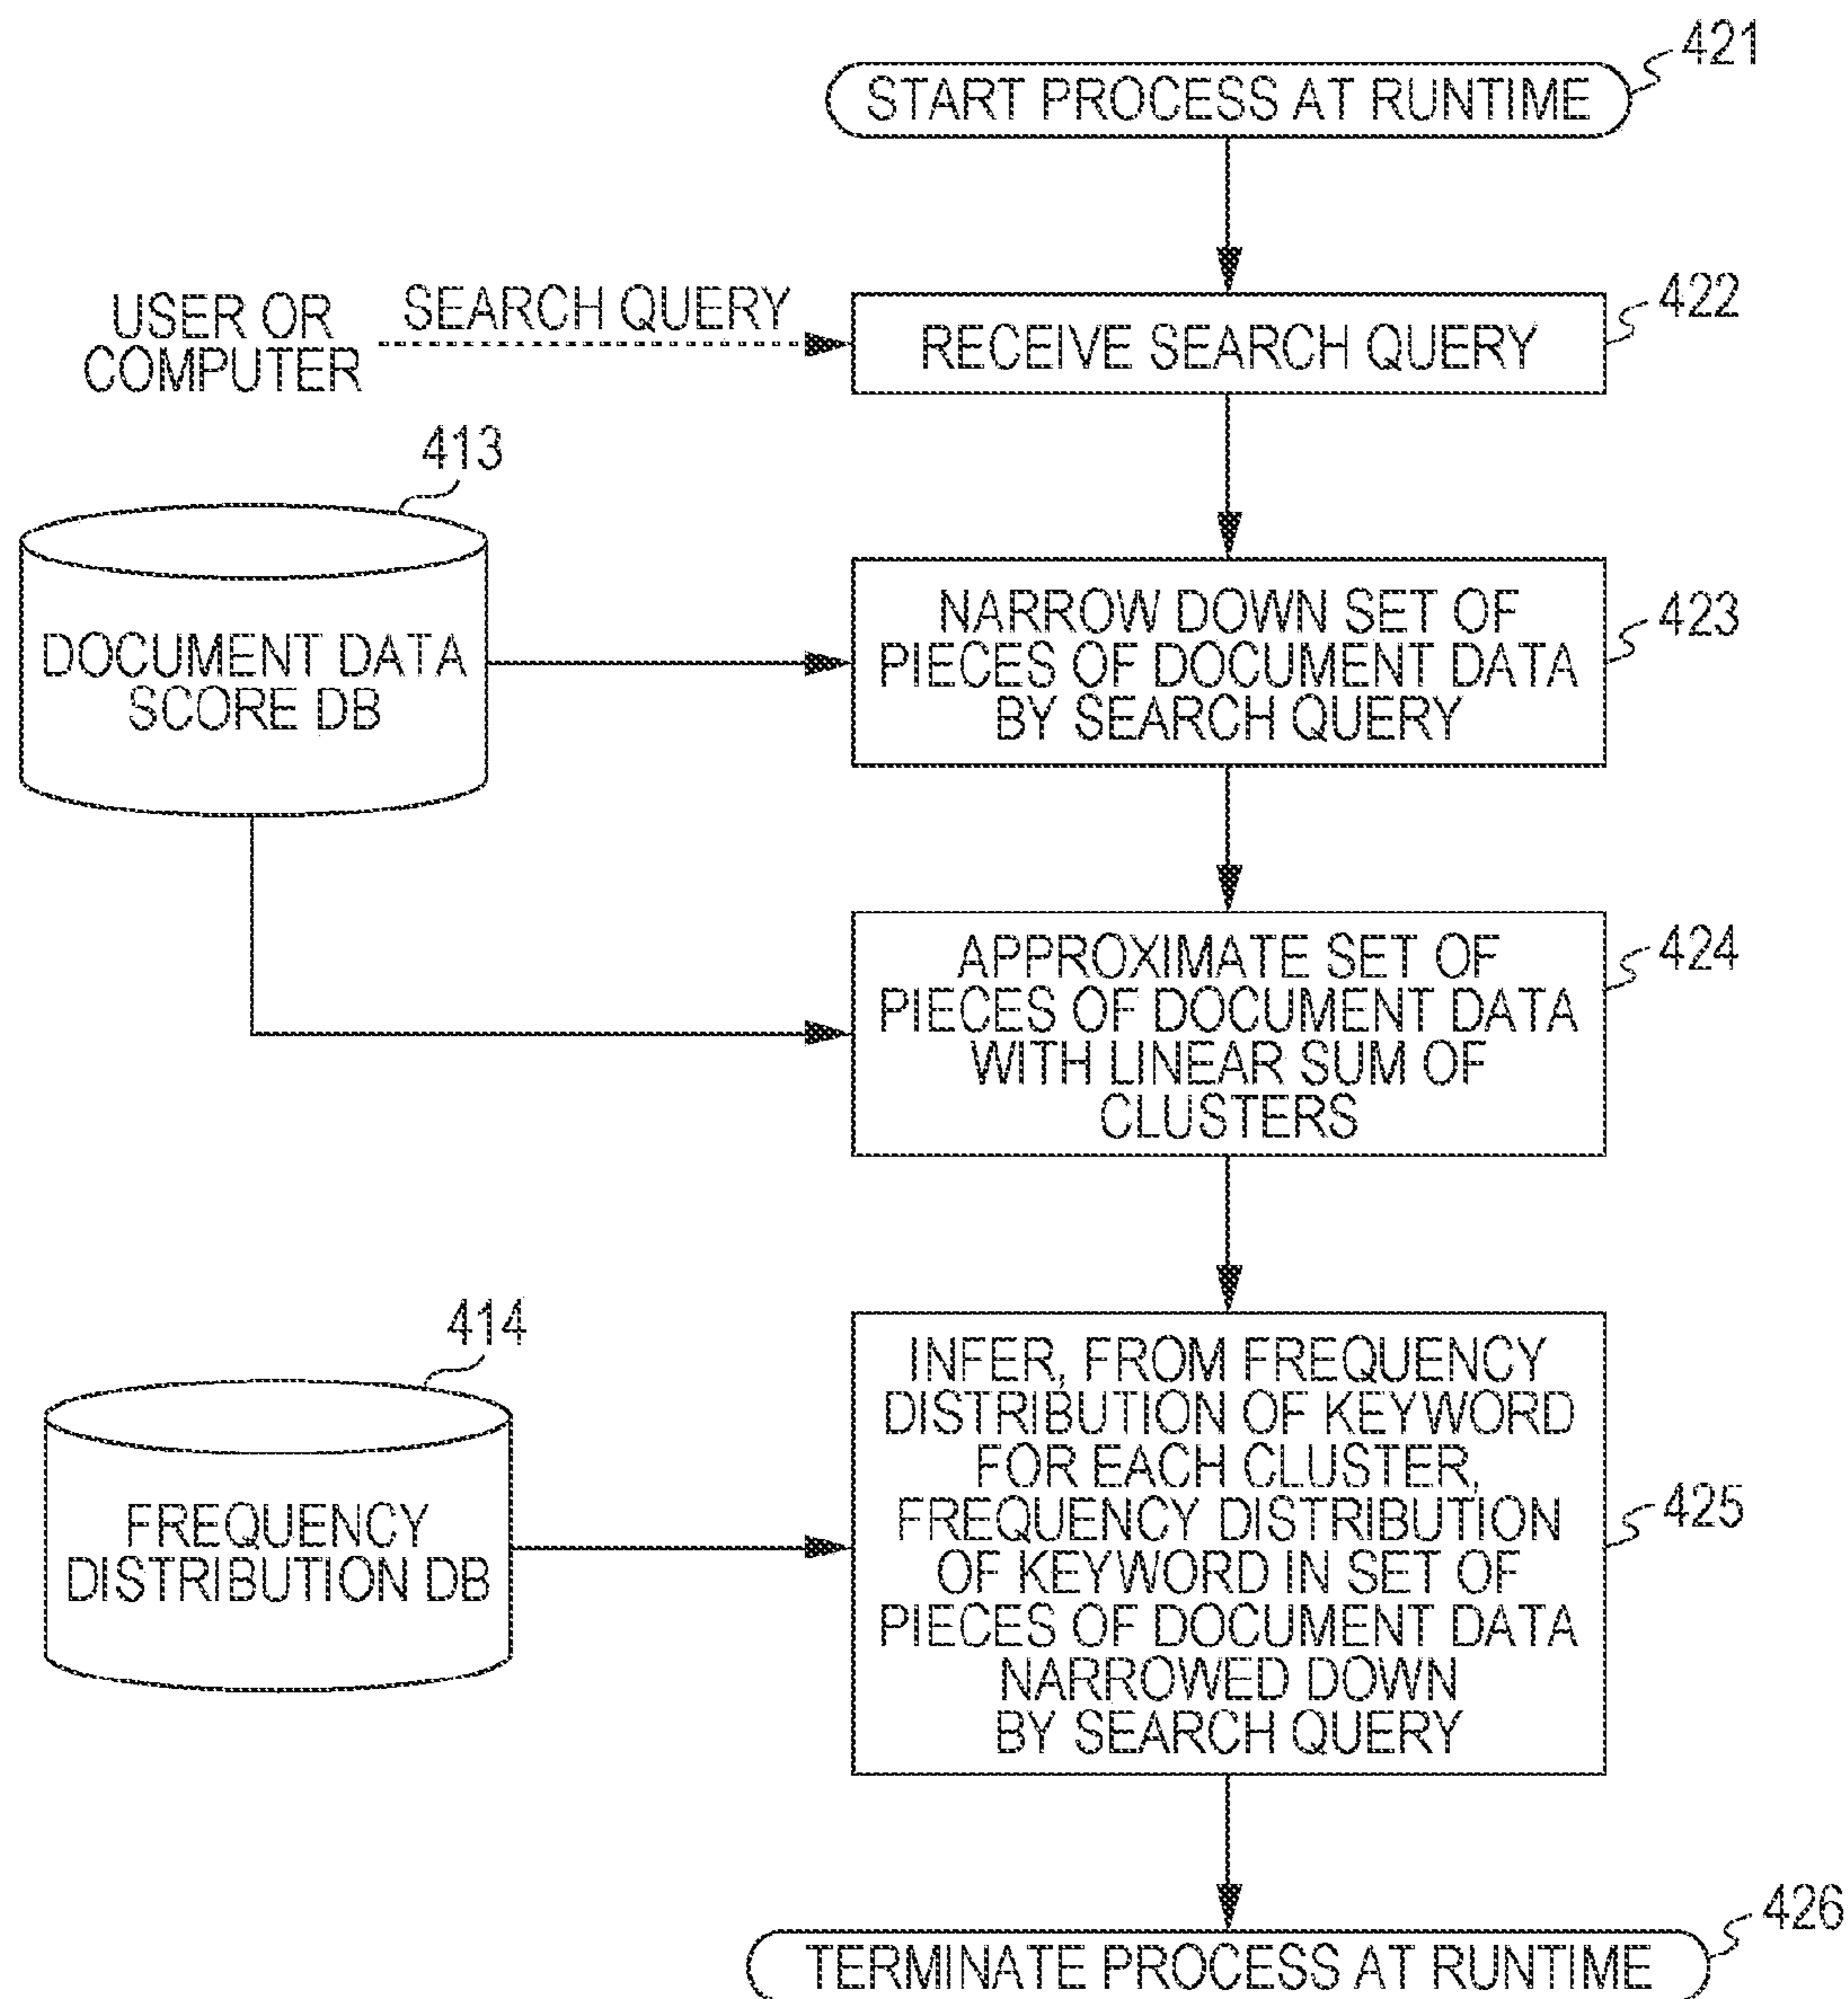 421
START PROCESS AT RUNTIME
USER OR
COMPUTER
SEARCH QUERY
422
RECEIVE SEARCH QUERY
413
DOCUMENT DATA
SCORE DB
423
NARROW DOWN SET OF
PIECES OF DOCUMENT DATA
BY SEARCH QUERY
424
APPROXIMATE SET OF
PIECES OF DOCUMENT DATA
WITH LINEAR SUM OF
CLUSTERS
414
FREQUENCY
DISTRIBUTION DB
425
INFER, FROM FREQUENCY
DISTRIBUTION OF KEYWORD
FOR EACH CLUSTER,
FREQUENCY DISTRIBUTION
OF KEYWORD IN SET OF
PIECES OF DOCUMENT DATA
NARROWED DOWN
BY SEARCH QUERY
426
TERMINATE PROCESS AT RUNTIME